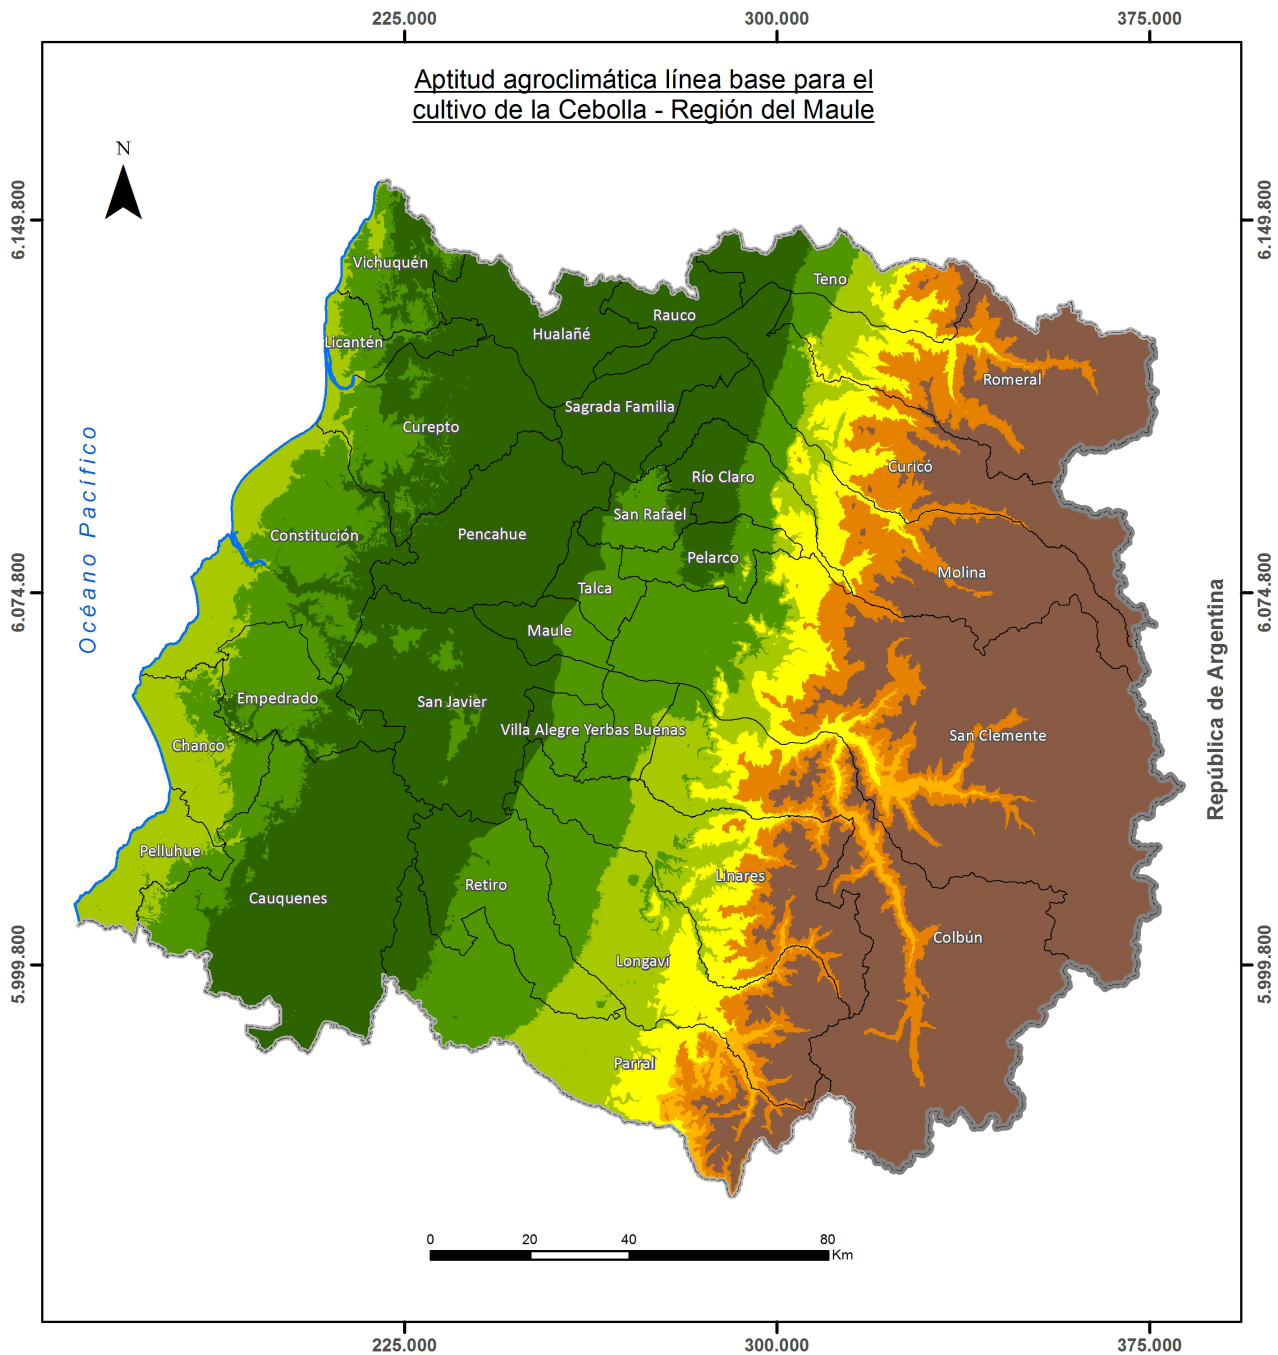 225.000
300.000
375.000
Aptitud agroclimática línea base para el
cultivo de la Cebolla - Región del Maule
N
6.149.800
6.149.800
Vichuquén
Teno
Rauco
Hualañé
Licantén
Romeral
Sagrada Familia
Curepto
Curicó
Río Claro
San Rafael
Constitución
Pencahue
Pelarco
Molina
Océano Pacífico
6.074.800
6.074.800
Talca
Maule
República de Argentina
Empedrado
San Javier
Villa Alegre
Yerbas Buenas
San Clemente
Chanco
Pelluhue
Linares
Retiro
Cauquenes
Colbún
Longaví
5.999.800
5.999.800
Parral
0 20 40 80
Km
225.000
300.000
375.000